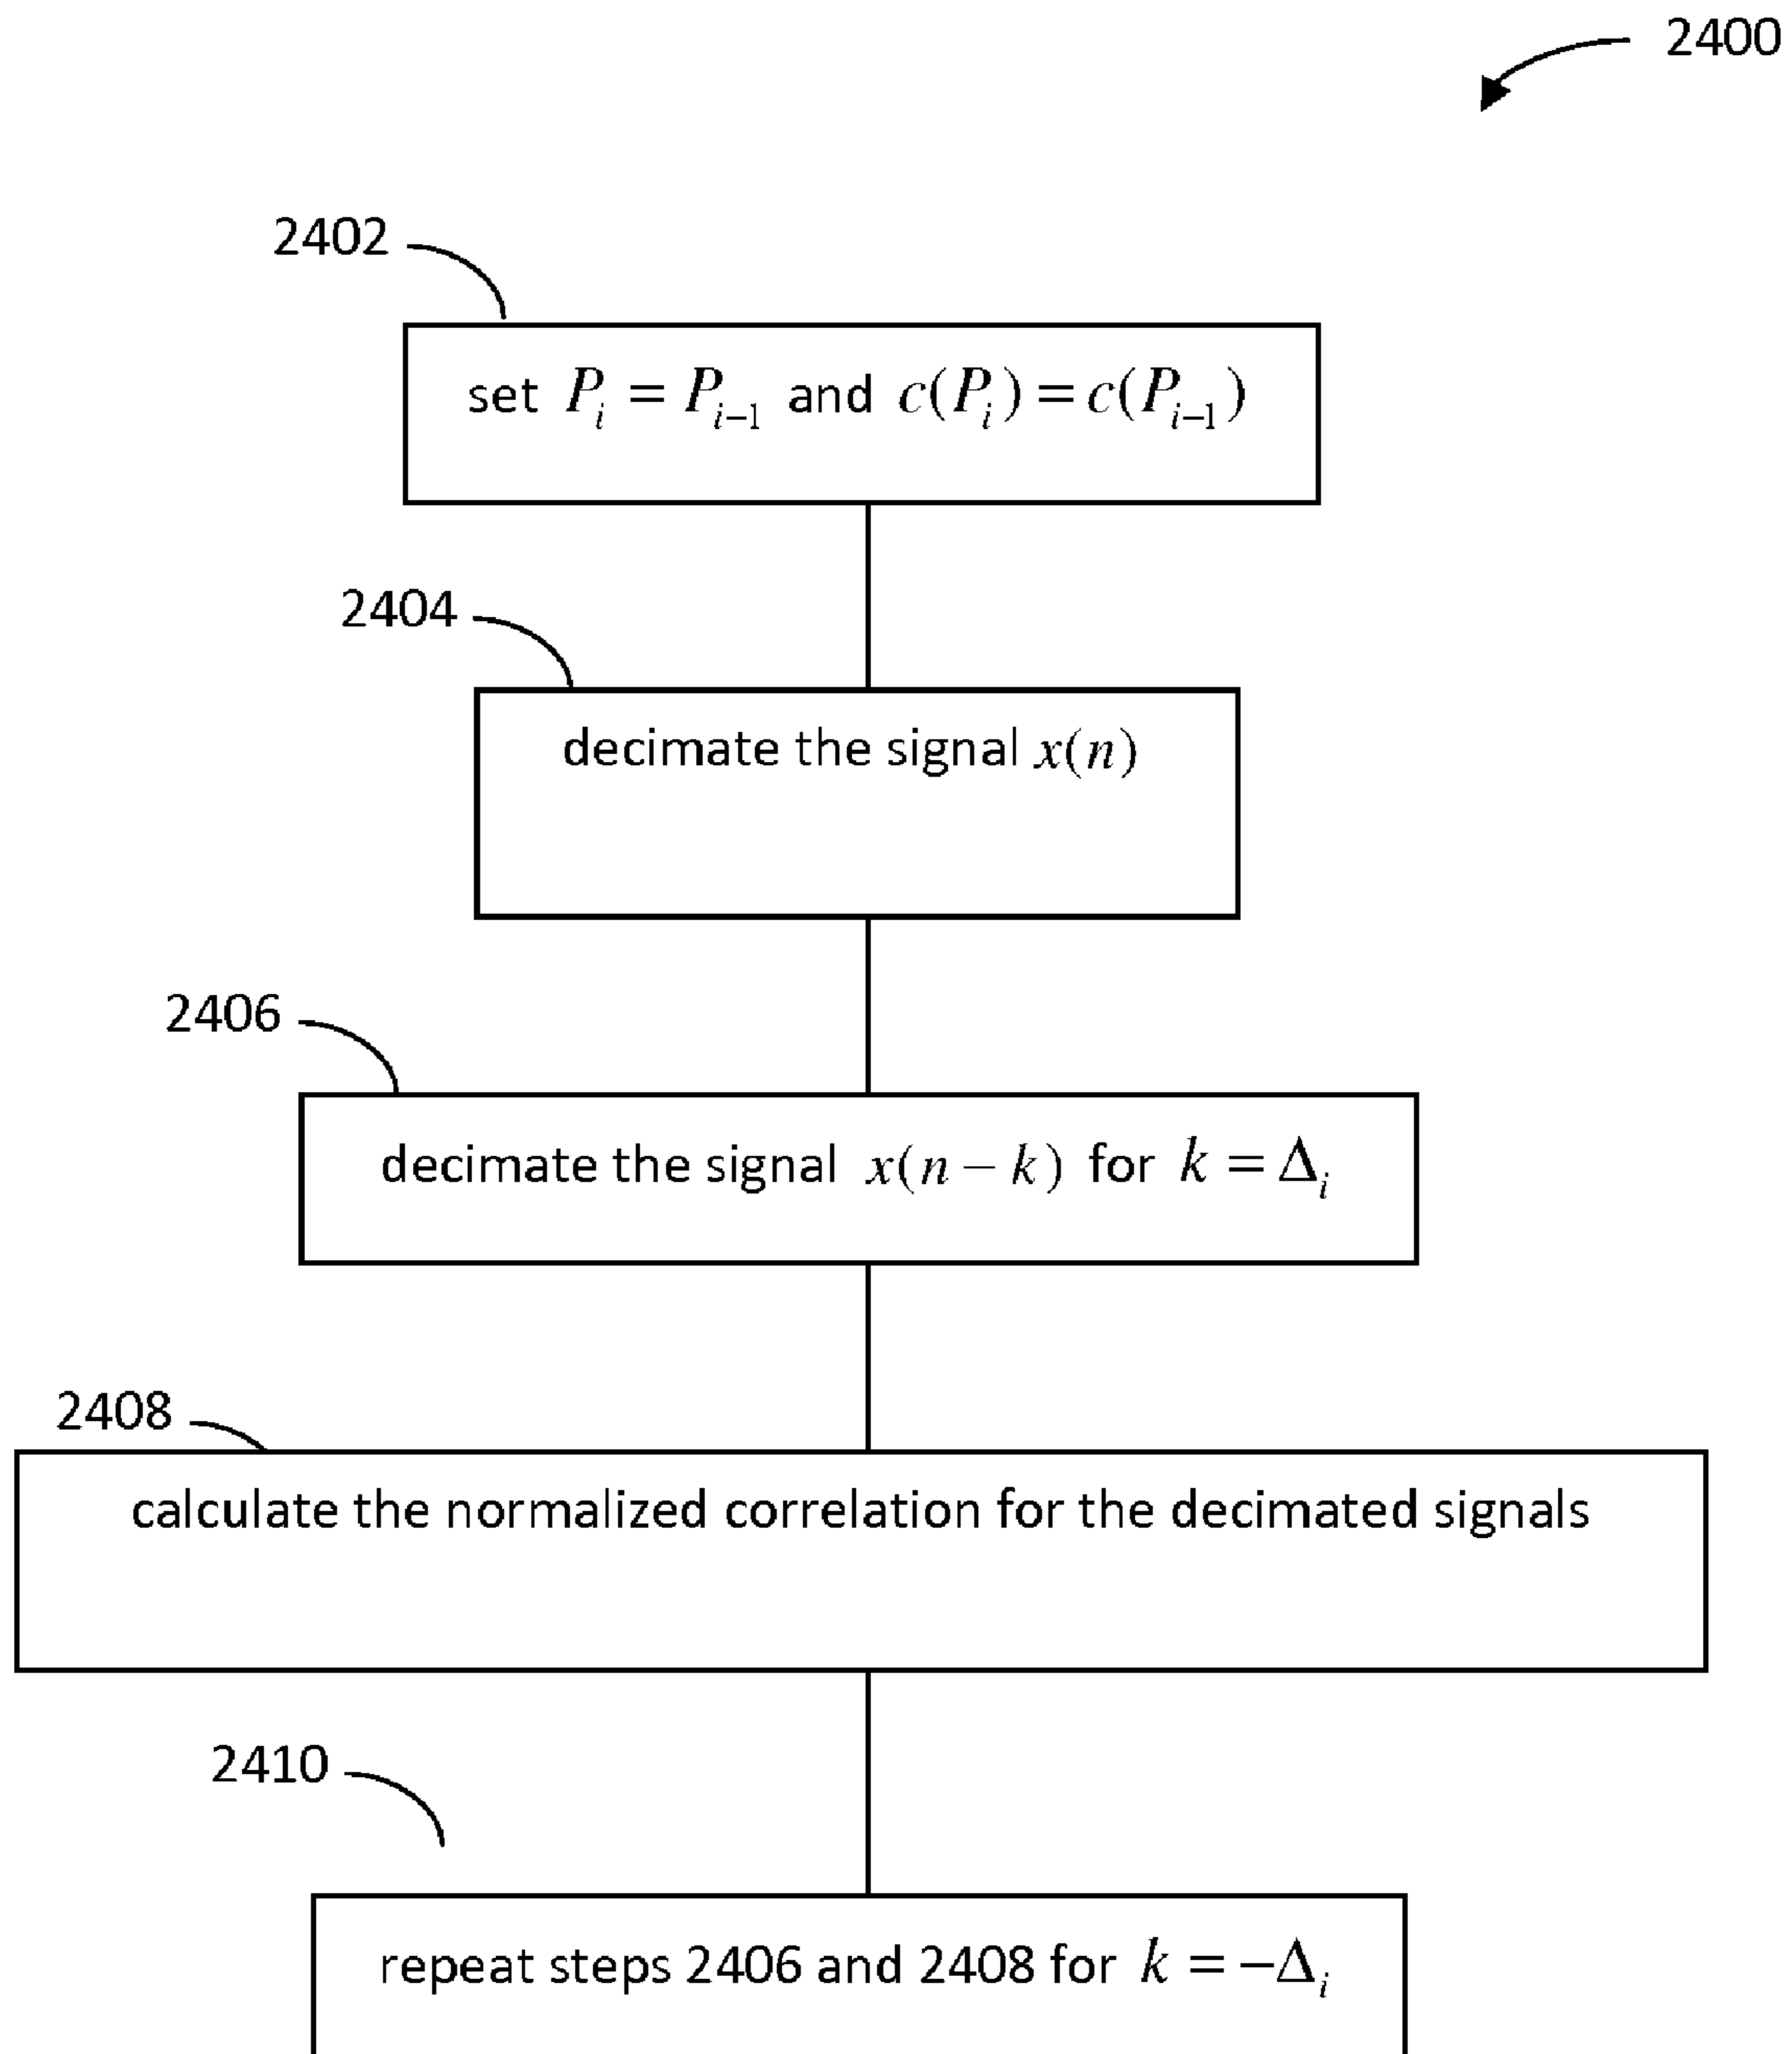 2400
2402
set P_i = P_{i-1} and c(P_i) = c(P_{i-1})
2404
decimate the signal x(n)
2406
decimate the signal x(n − k) for k = Δ_i
2408
calculate the normalized correlation for the decimated signals
2410
repeat steps 2406 and 2408 for k = −Δ_i